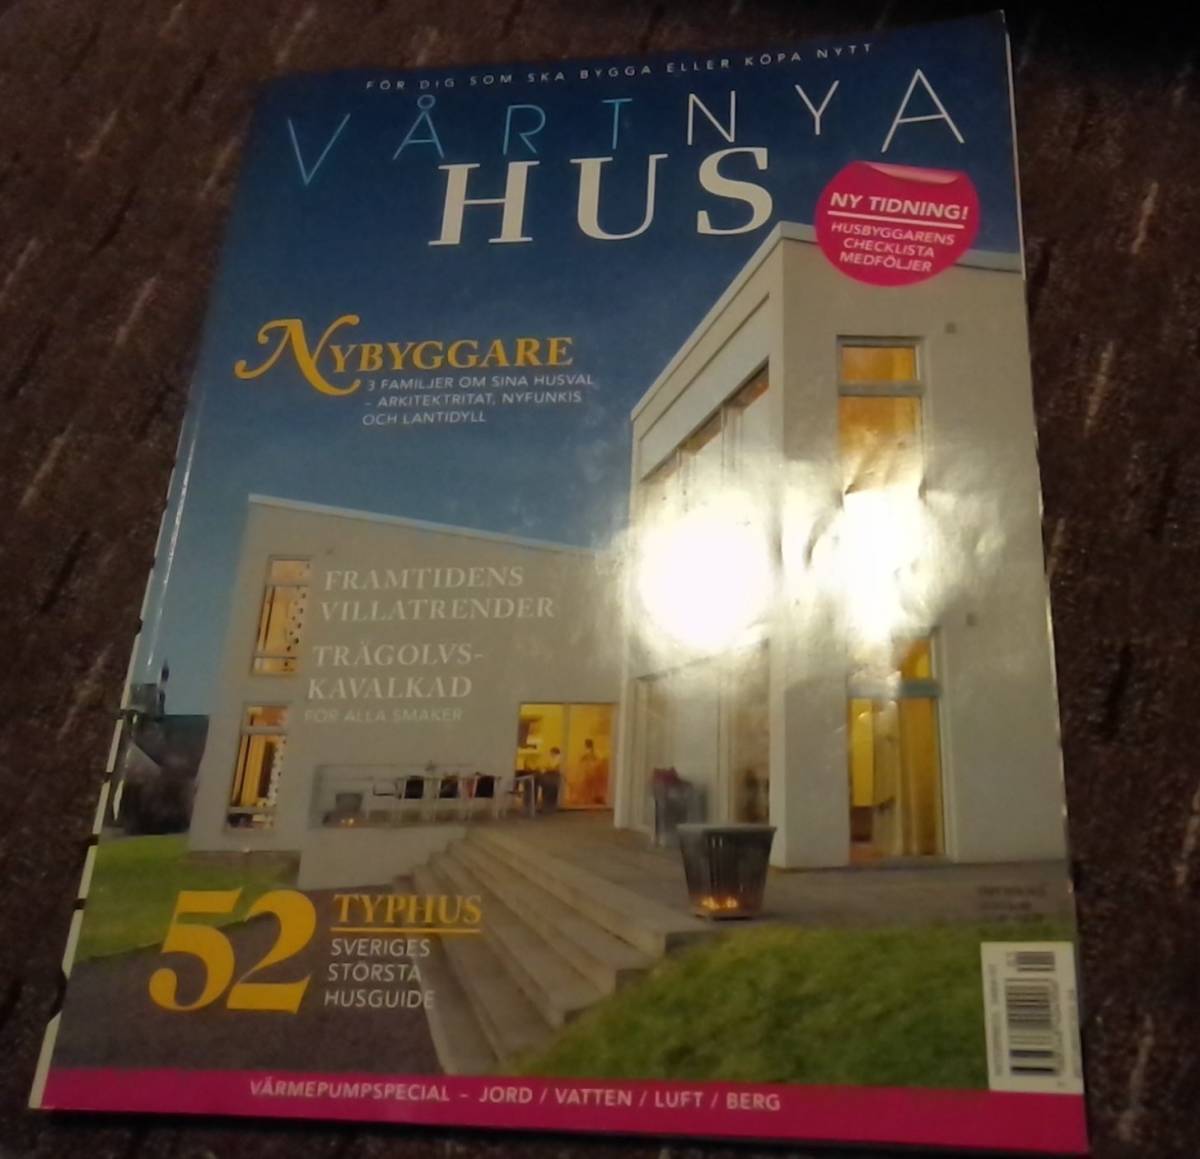 FÖR DIG SOM SKA BYGGA ELLER KÖPA NYTT
VÅRT NYA
HUS
NY TIDNING!
HUSBYGGARENS
CHECKLISTA
MEDFÖLJER
NYBYGGARE
3 FAMILJER OM SINA HUSVAL
– ARKITEKTRITAT, NYFUNKIS
OCH LANTIDYLL
FRAMTIDENS
VILLATRENDER
TRÄGOLVS-
KAVALKAD
FÖR ALLA SMAKER
52 TYPHUS
SVERIGES
STÖRSTA
HUSGUIDE
VÄRMEPUMPSPECIAL – JORD / VATTEN / LUFT / BERG